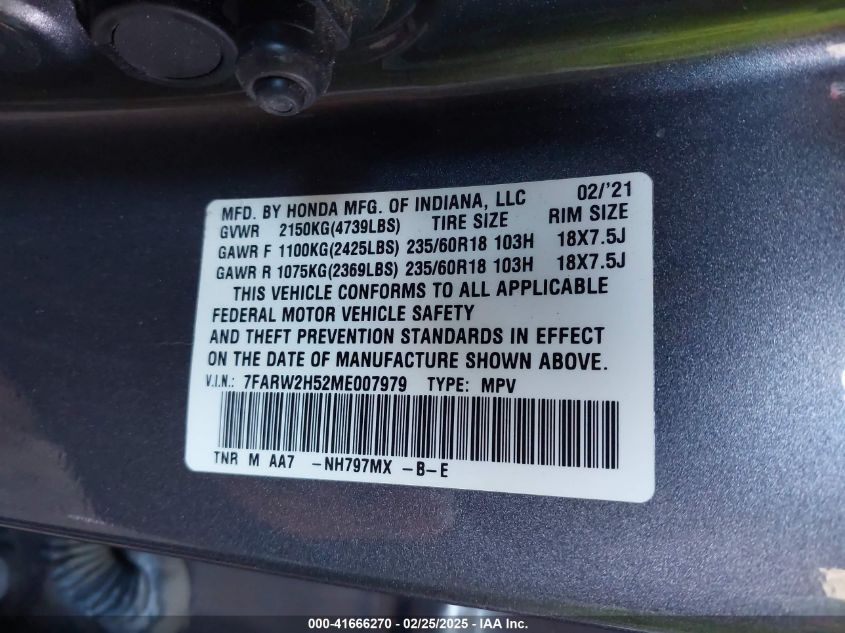 MFD. BY HONDA MFG. OF INDIANA, LLC 02/'21
GVWR 2150KG(4739LBS) TIRE SIZE RIM SIZE
GAWR F 1100KG(2425LBS) 235/60R18 103H 18X7.5J
GAWR R 1075KG(2369LBS) 235/60R18 103H 18X7.5J
THIS VEHICLE CONFORMS TO ALL APPLICABLE
FEDERAL MOTOR VEHICLE SAFETY
AND THEFT PREVENTION STANDARDS IN EFFECT
ON THE DATE OF MANUFACTURE SHOWN ABOVE.
V.I.N.: 7FARW2H52ME007979 TYPE: MPV
TNR M AA7 -NH797MX -B-E
000-41666270 - 02/25/2025 - IAA Inc.